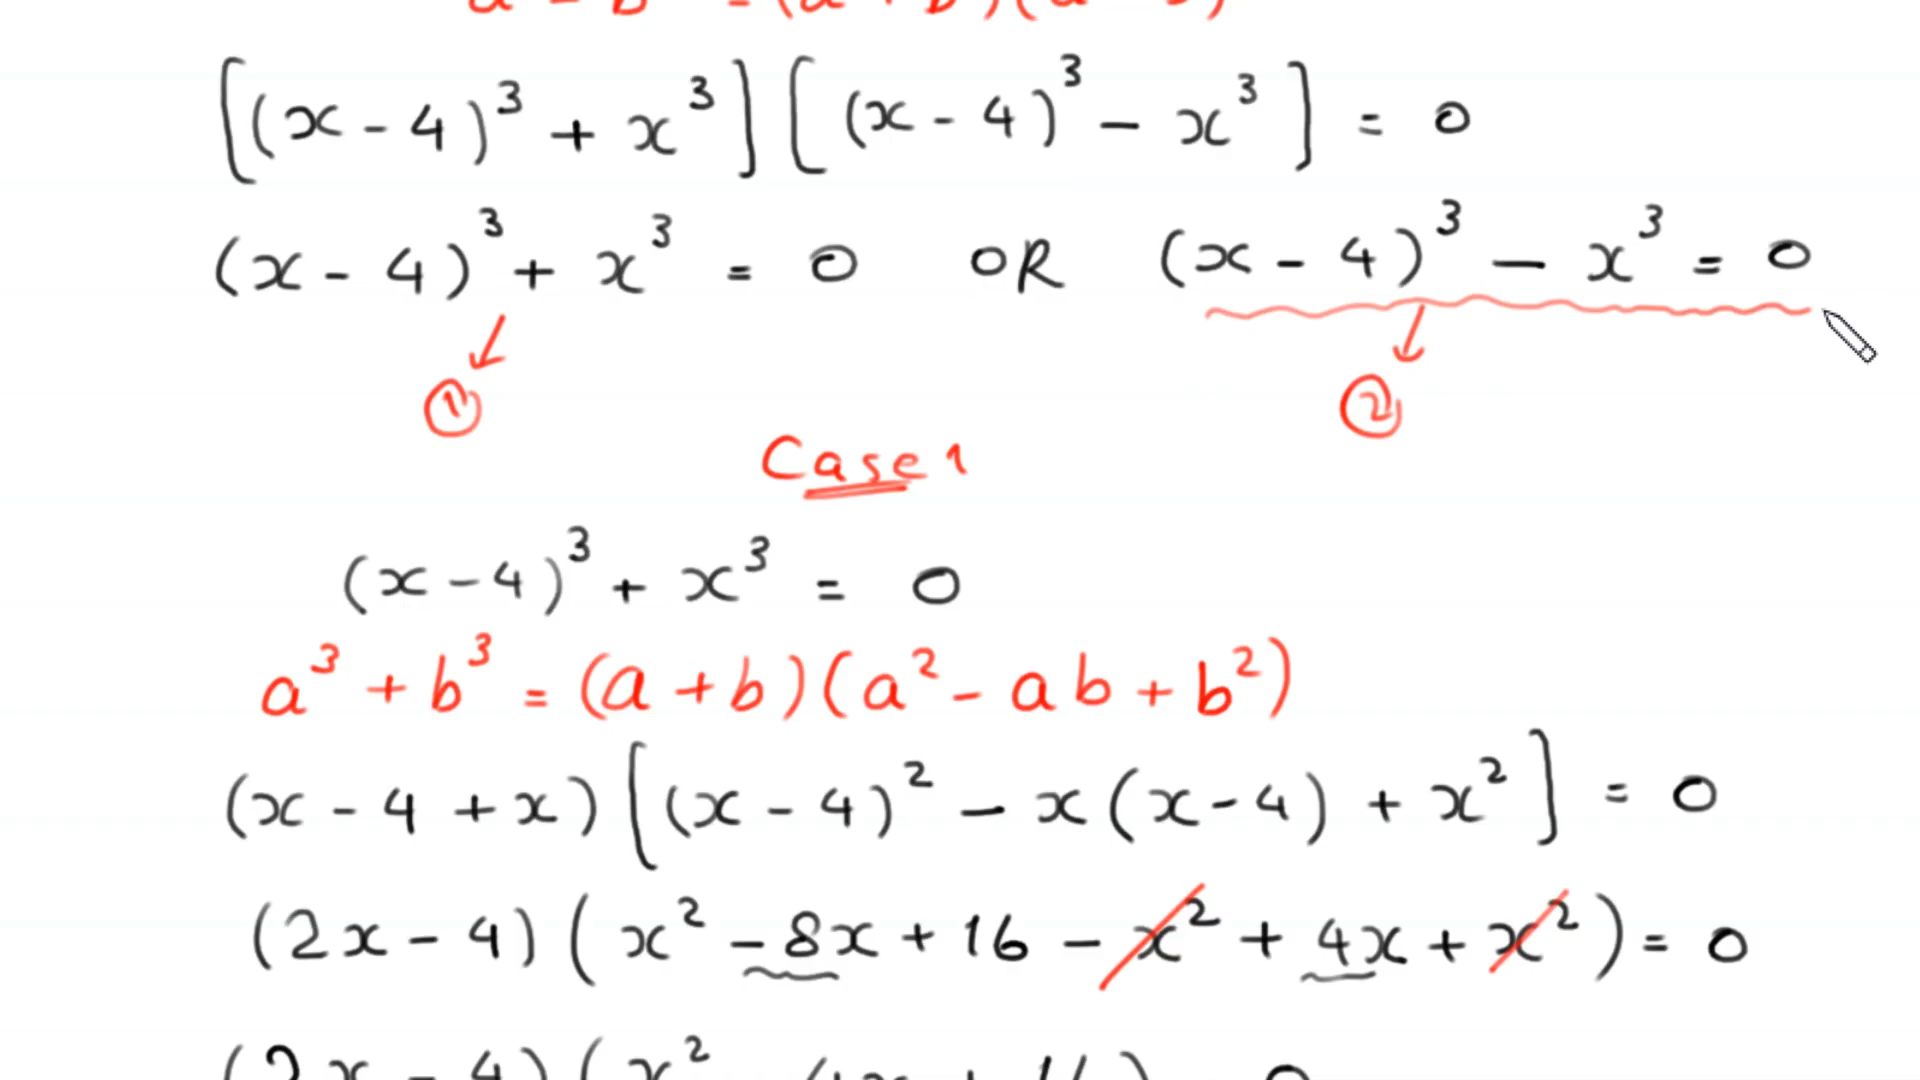 [(x-4)³ + x³] [(x-4)³ - x³] = 0
(x-4)³ + x³ = 0 OR (x-4)³ - x³ = 0
① ②
Case 1
(x-4)³ + x³ = 0
a³ + b³ = (a+b)(a² - ab + b²)
(x-4+x)[(x-4)² - x(x-4) + x²] = 0
(2x-4)(x² - 8x + 16 - x² + 4x + x²) = 0